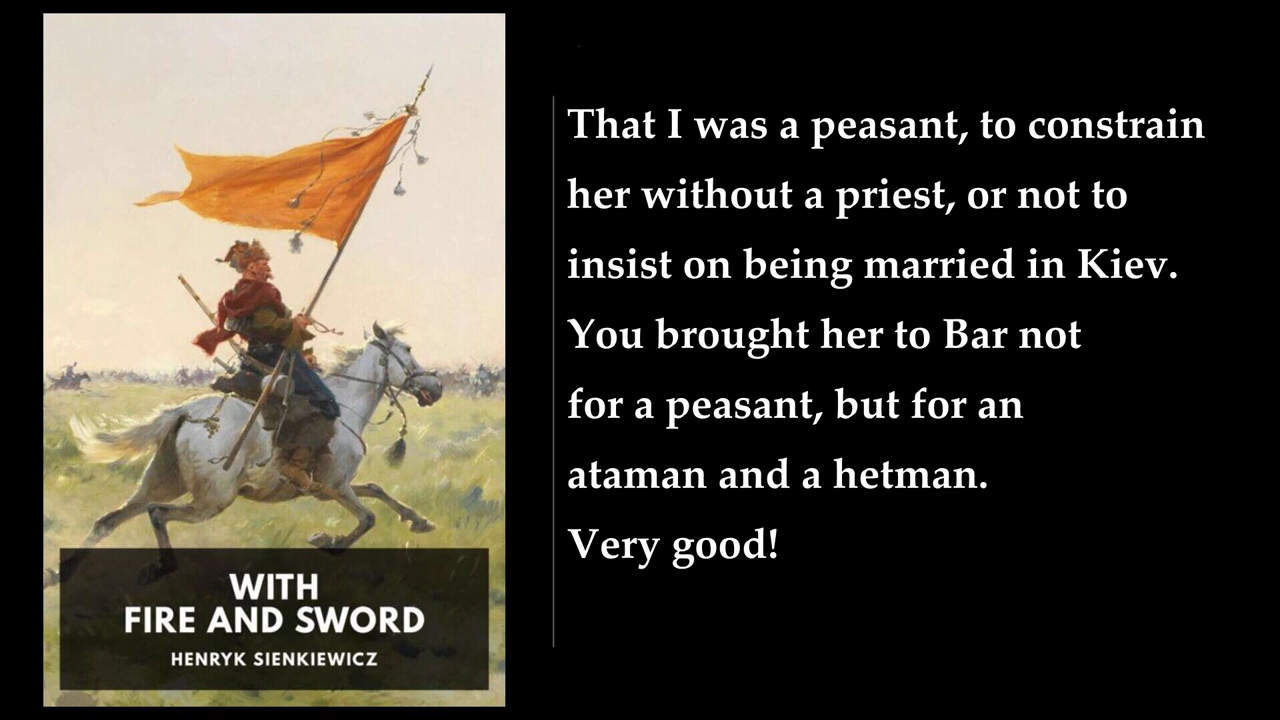 WITH
FIRE AND SWORD
HENRYK SIENKIEWICZ
That I was a peasant, to constrain
her without a priest, or not to
insist on being married in Kiev.
You brought her to Bar not
for a peasant, but for an
ataman and a hetman.
Very good!